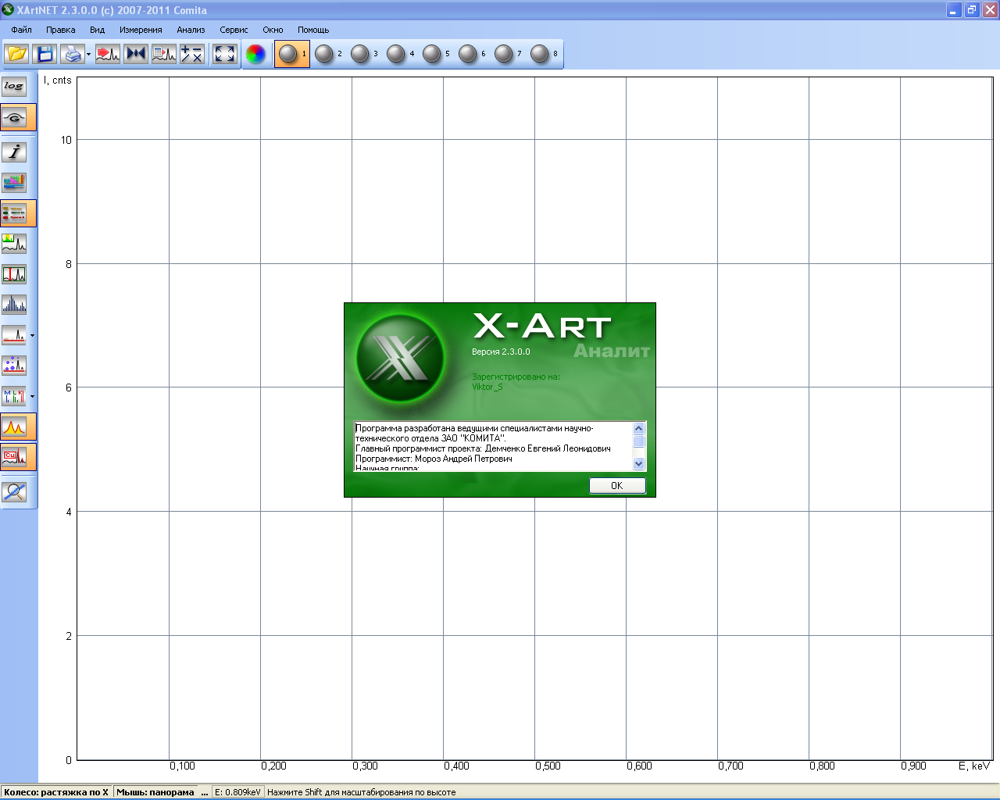 XArtNET 2.3.0.0 (c) 2007-2011 Comita
Файл Правка Вид Измерения Анализ Сервис Окно Помощь
1 2 3 4 5 6 7 8
log
I, cnts
G
i
10
8
6
4
2
0
M L K
Cu
X-Art
Аналит
Версия 2.3.0.0
Зарегистрировано на:
Viktor_S
Программа разработана ведущими специалистами научно-
технического отдела ЗАО "КОМИТА".
Главный программист проекта: Демченко Евгений Леонидович
Программист: Мороз Андрей Петрович
Научная группа:
OK
0,100 0,200 0,300 0,400 0,500 0,600 0,700 0,800 0,900 E, keV
Колесо: растяжка по X Мышь: панорама ... E: 0.809keV Нажмите Shift для масштабирования по высоте